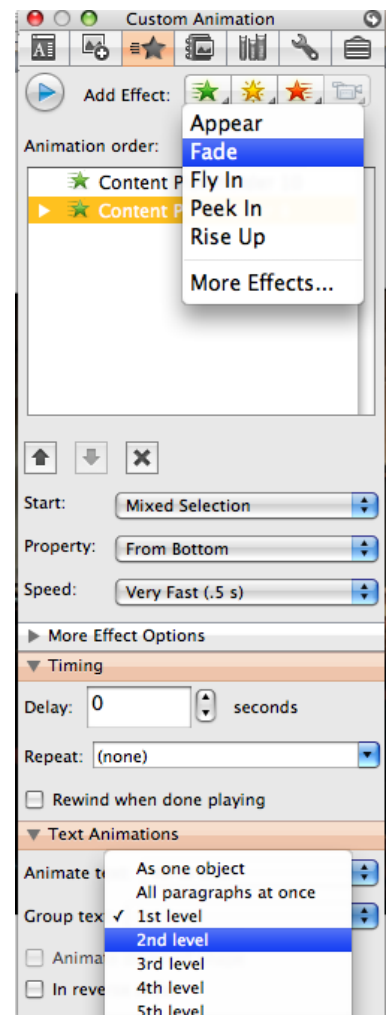 Custom Animation
A
Add Effect:
Appear
Animation order:
Fade
Content P
Fly In
Content P
Peek In
Rise Up
More Effects...
Start: Mixed Selection
Property: From Bottom
Speed: Very Fast (.5 s)
More Effect Options
Timing
Delay: 0 seconds
Repeat: (none)
Rewind when done playing
Text Animations
As one object
Animate t
All paragraphs at once
Group tex ✓ 1st level
2nd level
Anima
3rd level
In reve
4th level
5th level